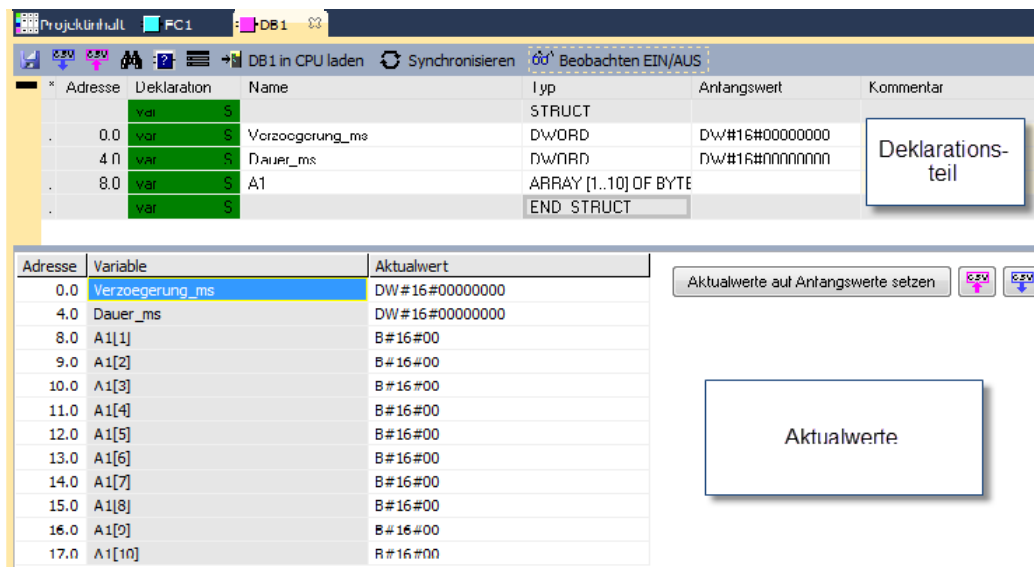 Projektinhalt FC1 DB1
CSV CSV DB1 in CPU laden Synchronisieren Beobachten EIN/AUS
* Adresse Deklaration Name Typ Anfangswert Kommentar
var S STRUCT
. 0.0 var S Verzoegerung_ms DWORD DW#16#00000000
4.0 var S Dauer_ms DWORD DW#16#00000000
. 8.0 var S A1 ARRAY [1..10] OF BYTE
. var S END_STRUCT
Deklarations-
teil
Adresse Variable Aktualwert
0.0 Verzoegerung_ms DW#16#00000000
4.0 Dauer_ms DW#16#00000000
8.0 A1[1] B#16#00
9.0 A1[2] B#16#00
10.0 A1[3] B#16#00
11.0 A1[4] B#16#00
12.0 A1[5] B#16#00
13.0 A1[6] B#16#00
14.0 A1[7] B#16#00
15.0 A1[8] B#16#00
16.0 A1[9] B#16#00
17.0 A1[10] B#16#00
Aktualwerte auf Anfangswerte setzen CSV CSV
Aktualwerte